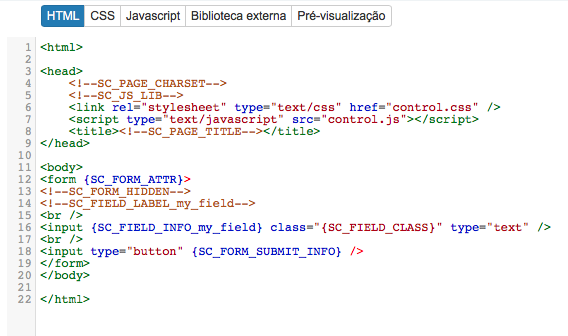 HTML CSS Javascript Biblioteca externa Pré-visualização
1 <html>
2
3 <head>
4 <!--SC_PAGE_CHARSET-->
5 <!--SC_JS_LIB-->
6 <link rel="stylesheet" type="text/css" href="control.css" />
7 <script type="text/javascript" src="control.js"></script>
8 <title><!--SC_PAGE_TITLE--></title>
9 </head>
10
11 <body>
12 <form {SC_FORM_ATTR}>
13 <!--SC_FORM_HIDDEN-->
14 <!--SC_FIELD_LABEL_my_field-->
15 <br />
16 <input {SC_FIELD_INFO_my_field} class="{SC_FIELD_CLASS}" type="text" />
17 <br />
18 <input type="button" {SC_FORM_SUBMIT_INFO} />
19 </form>
20 </body>
21
22 </html>